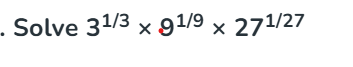 . Solve 3^1/3 × 9^1/9 × 27^1/27